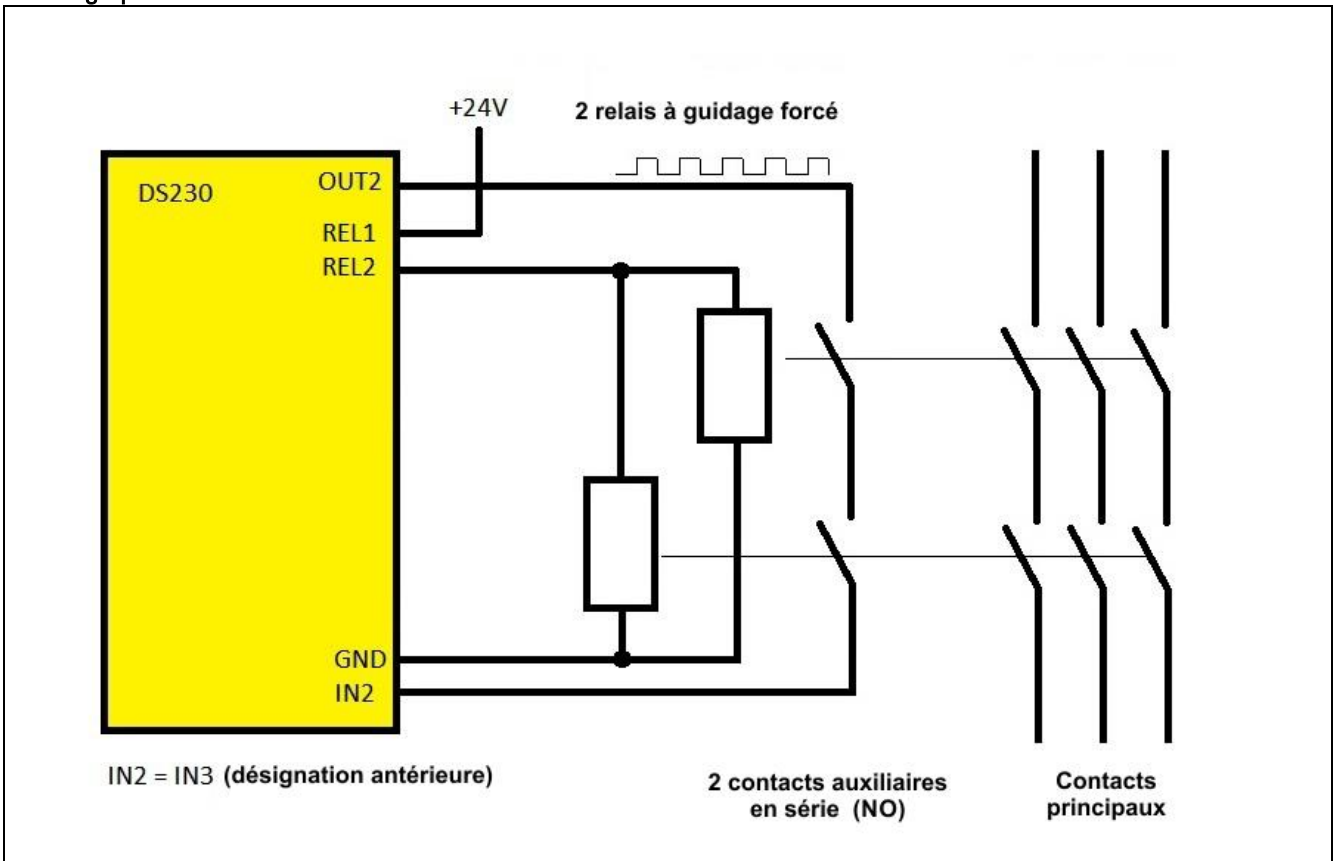 +24V
2 relais à guidage forcé
DS230
OUT2
REL1
REL2
GND
IN2
IN2 = IN3 (désignation antérieure)
2 contacts auxiliaires
en série (NO)
Contacts
principaux